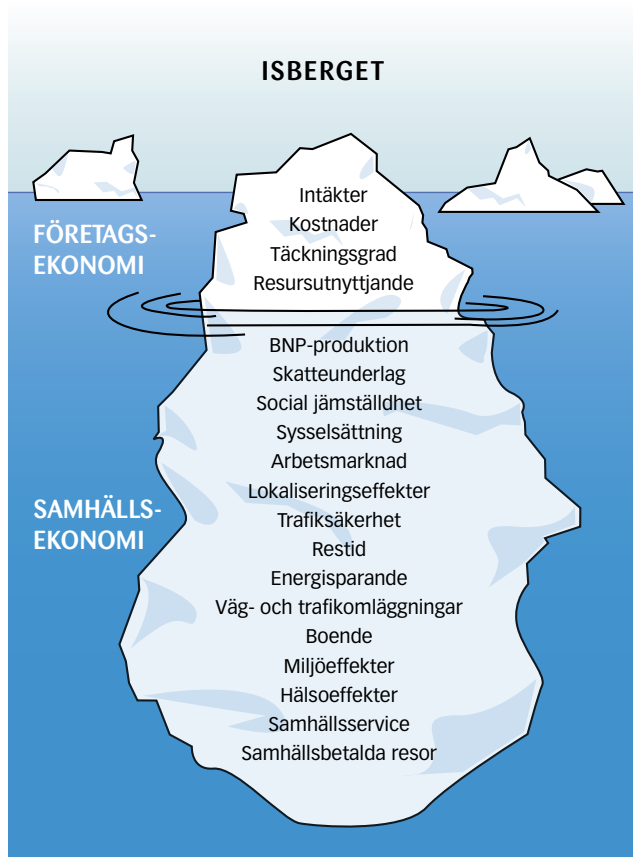 ISBERGET
Intäkter
Kostnader
Täckningsgrad
Resursutnyttjande
FÖRETAGS-
EKONOMI
BNP-produktion
Skatteunderlag
Social jämställdhet
Sysselsättning
Arbetsmarknad
Lokaliseringseffekter
Trafiksäkerhet
Restid
Energisparande
Väg- och trafikomläggningar
Boende
Miljöeffekter
Hälsoeffekter
Samhällsservice
Samhällsbetalda resor
SAMHÄLLS-
EKONOMI